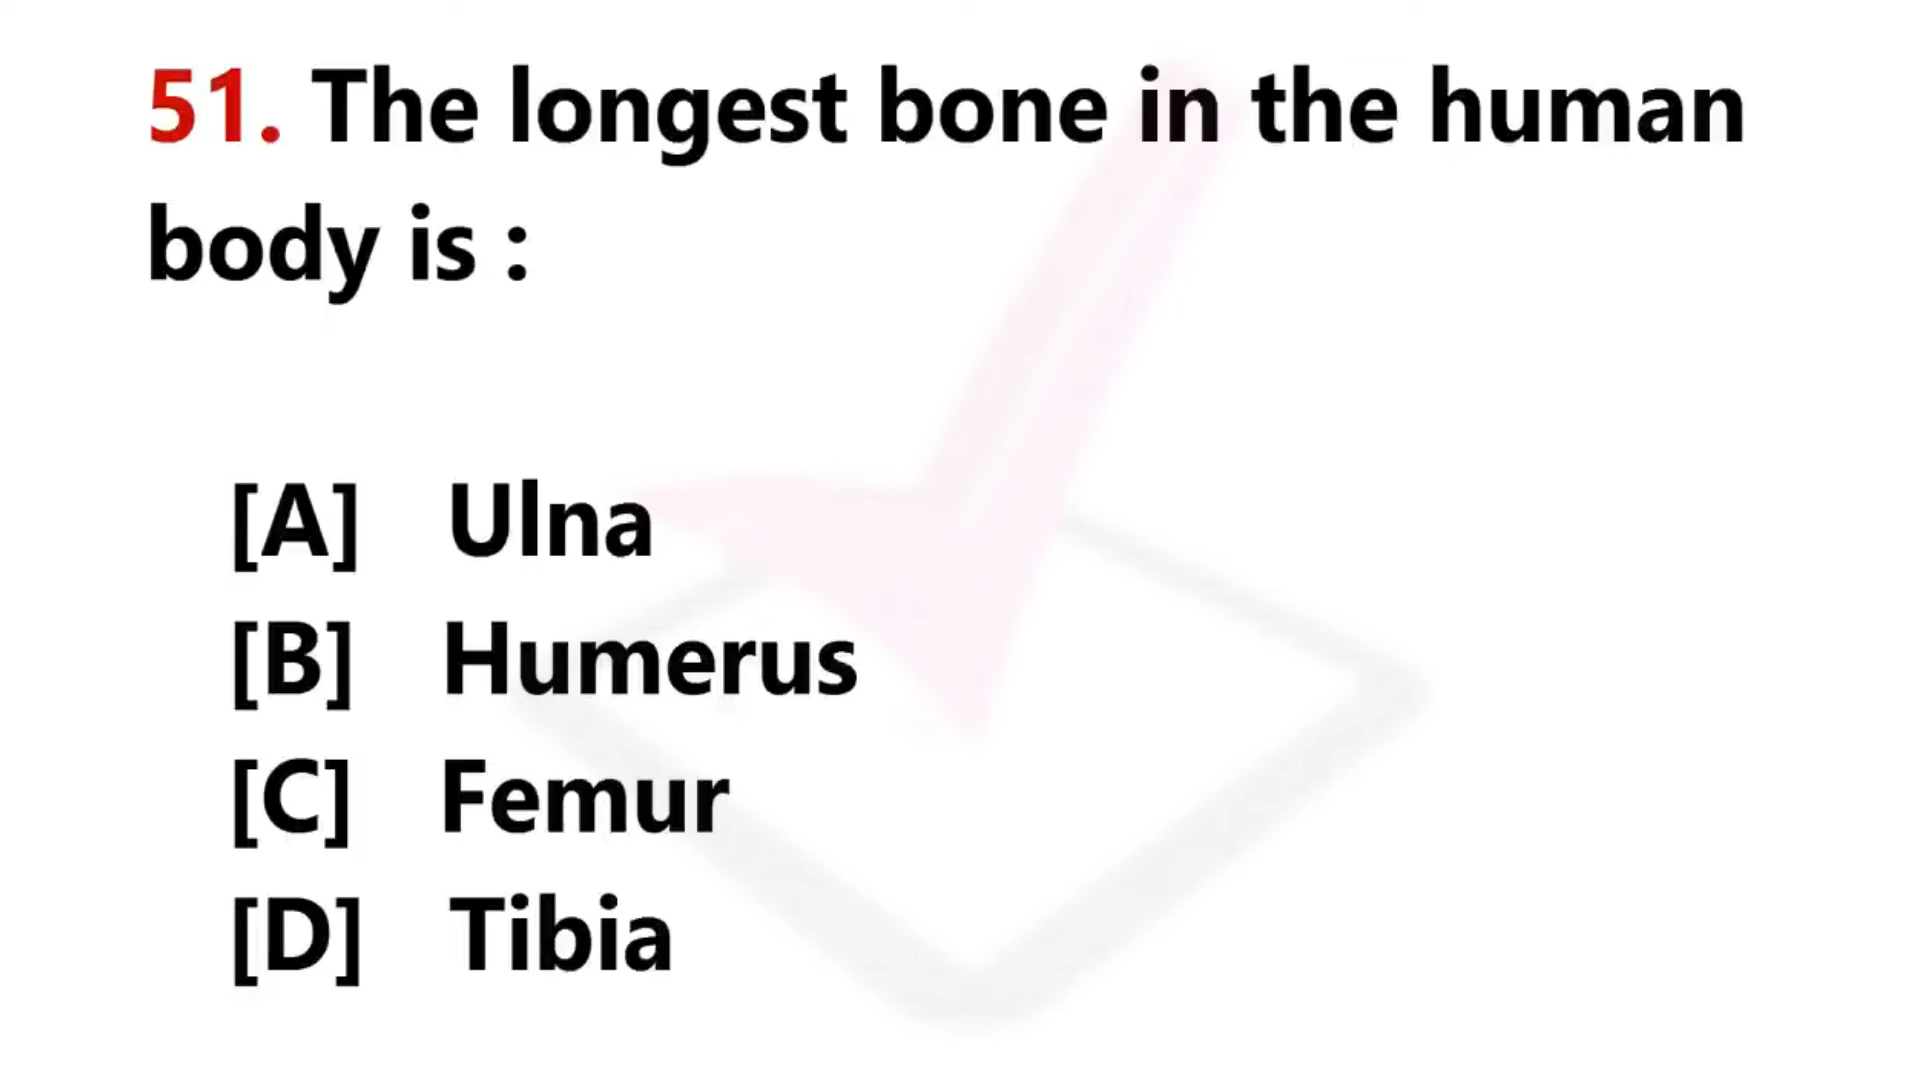 51. The longest bone in the human
body is :
[A] Ulna
[B] Humerus
[C] Femur
[D] Tibia